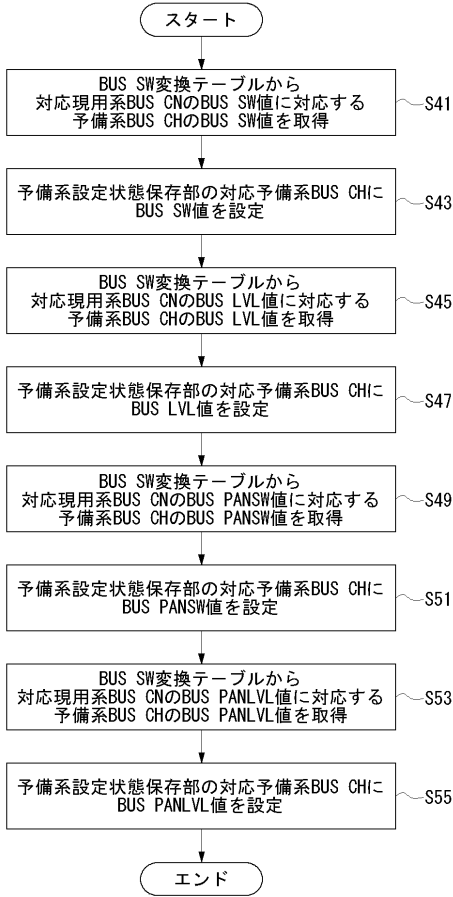 スタート
BUS SW変換テーブルから
対応現用系BUS CNのBUS SW値に対応する
予備系BUS CHのBUS SW値を取得
S41
予備系設定状態保存部の対応予備系BUS CHに
BUS SW値を設定
S43
BUS SW変換テーブルから
対応現用系BUS CNのBUS LVL値に対応する
予備系BUS CHのBUS LVL値を取得
S45
予備系設定状態保存部の対応予備系BUS CHに
BUS LVL値を設定
S47
BUS SW変換テーブルから
対応現用系BUS CNのBUS PANSW値に対応する
予備系BUS CHのBUS PANSW値を取得
S49
予備系設定状態保存部の対応予備系BUS CHに
BUS PANSW値を設定
S51
BUS SW変換テーブルから
対応現用系BUS CNのBUS PANLVL値に対応する
予備系BUS CHのBUS PANLVL値を取得
S53
予備系設定状態保存部の対応予備系BUS CHに
BUS PANLVL値を設定
S55
エンド